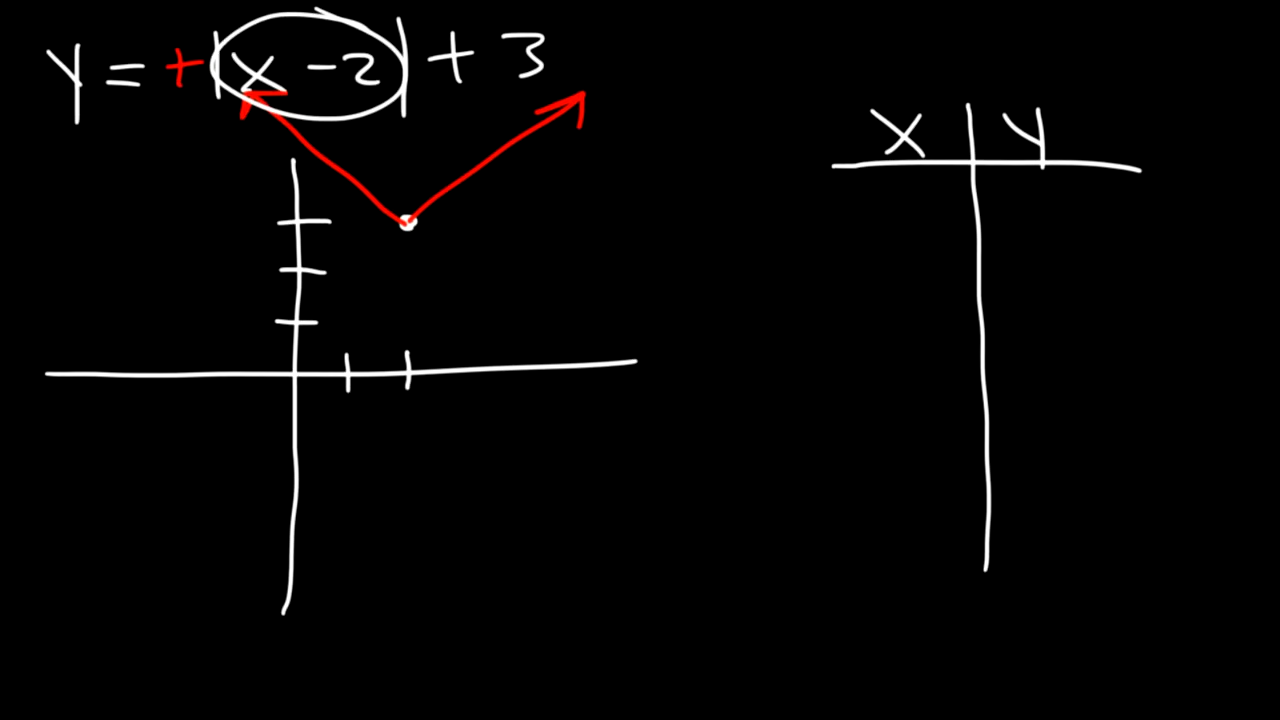 y = +|x - 2| + 3
x y